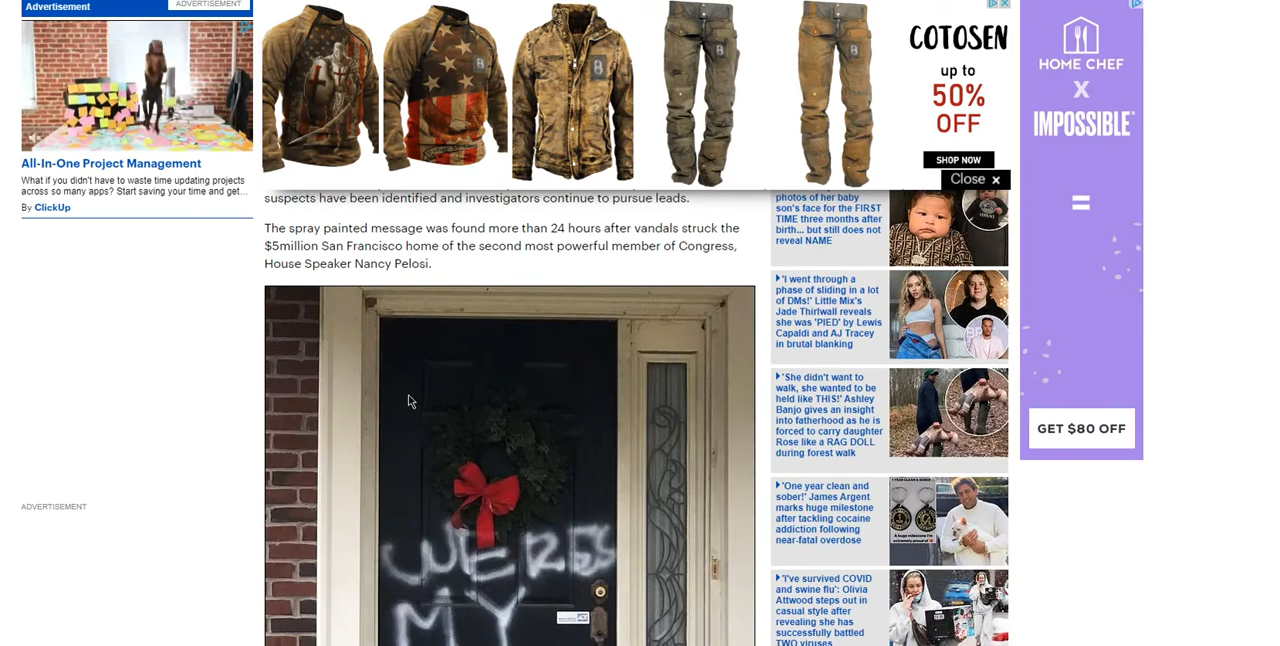 Advertisement
ADVERTISEMENT
All-In-One Project Management
What if you didn't have to waste time updating projects
across so many apps? Start saving your time and get...
By ClickUp
ADVERTISEMENT
COTOSEN
up to
50%
OFF
SHOP NOW
Close ×
suspects have been identified and investigators continue to pursue leads.
The spray painted message was found more than 24 hours after vandals struck the
$5million San Francisco home of the second most powerful member of Congress,
House Speaker Nancy Pelosi.
WERES
MY
photos of her baby
son's face for the FIRST
TIME three months after
birth... but still does not
reveal NAME
'I went through a
phase of sliding in a lot
of DMs!' Little Mix's
Jade Thirlwall reveals
she was 'PIED' by Lewis
Capaldi and AJ Tracey
in brutal blanking
'She didn't want to
walk, she wanted to be
held like THIS!' Ashley
Banjo gives an insight
into fatherhood as he is
forced to carry daughter
Rose like a RAG DOLL
during forest walk
'One year clean and
sober!' James Argent
marks huge milestone
after tackling cocaine
addiction following
near-fatal overdose
'I've survived COVID
and swine flu': Olivia
Attwood steps out in
casual style after
revealing she has
successfully battled
TWO viruses
HOME CHEF
X
IMPOSSIBLE
=
GET $80 OFF